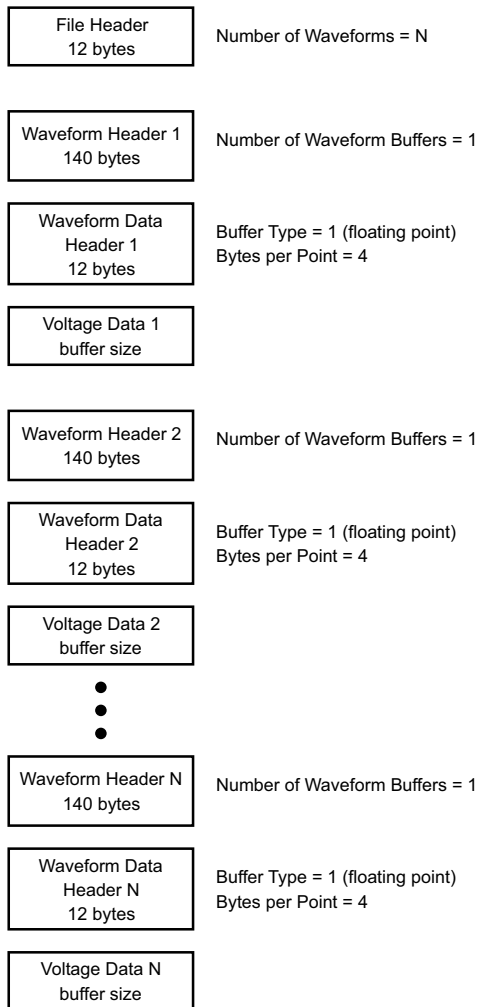 File Header
12 bytes
Number of Waveforms = N
Waveform Header 1
140 bytes
Number of Waveform Buffers = 1
Waveform Data
Header 1
12 bytes
Buffer Type = 1 (floating point)
Bytes per Point = 4
Voltage Data 1
buffer size
Waveform Header 2
140 bytes
Number of Waveform Buffers = 1
Waveform Data
Header 2
12 bytes
Buffer Type = 1 (floating point)
Bytes per Point = 4
Voltage Data 2
buffer size
Waveform Header N
140 bytes
Number of Waveform Buffers = 1
Waveform Data
Header N
12 bytes
Buffer Type = 1 (floating point)
Bytes per Point = 4
Voltage Data N
buffer size